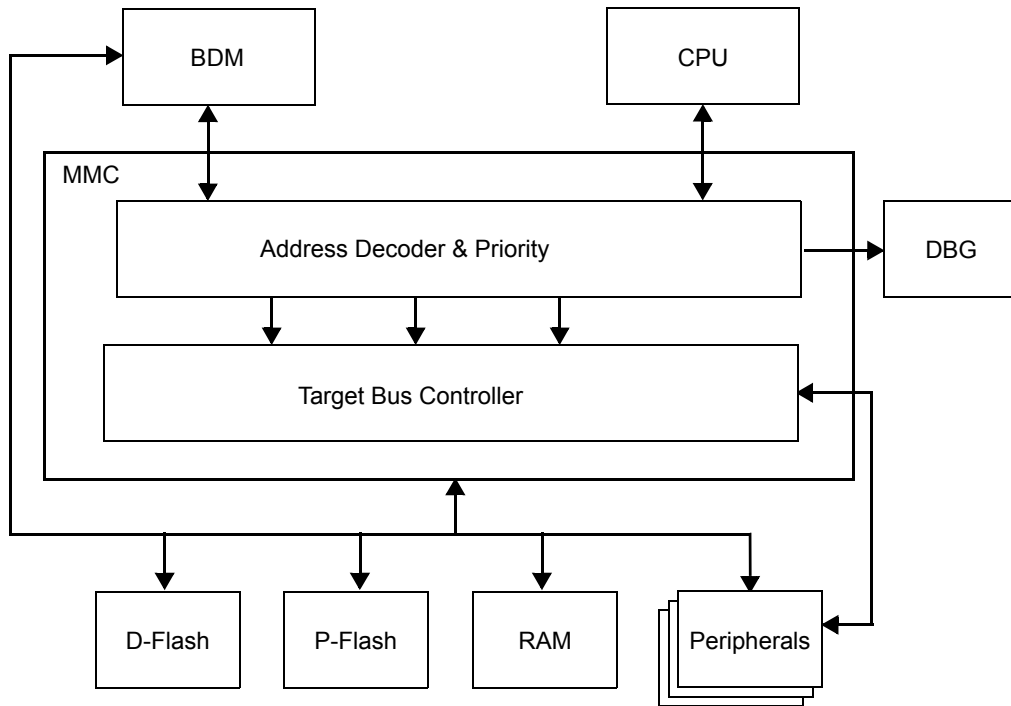 BDM
CPU
MMC
Address Decoder & Priority
DBG
Target Bus Controller
D-Flash
P-Flash
RAM
Peripherals